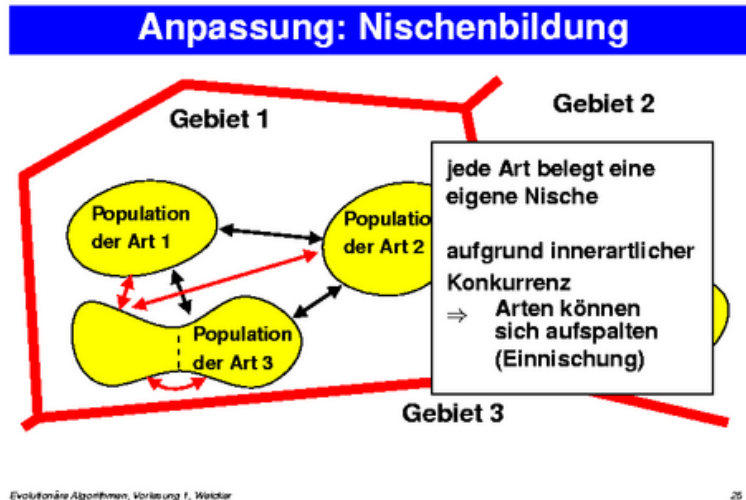 Anpassung: Nischenbildung
Gebiet 1
Gebiet 2
Population
der Art 1
Populatio
der Art 2
jede Art belegt eine
eigene Nische
aufgrund innerartlicher
Konkurrenz
⇒ Arten können
sich aufspalten
(Einnischung)
Population
der Art 3
Gebiet 3
Evolutionäre Algorithmen, Vorlesung 1, Weicker